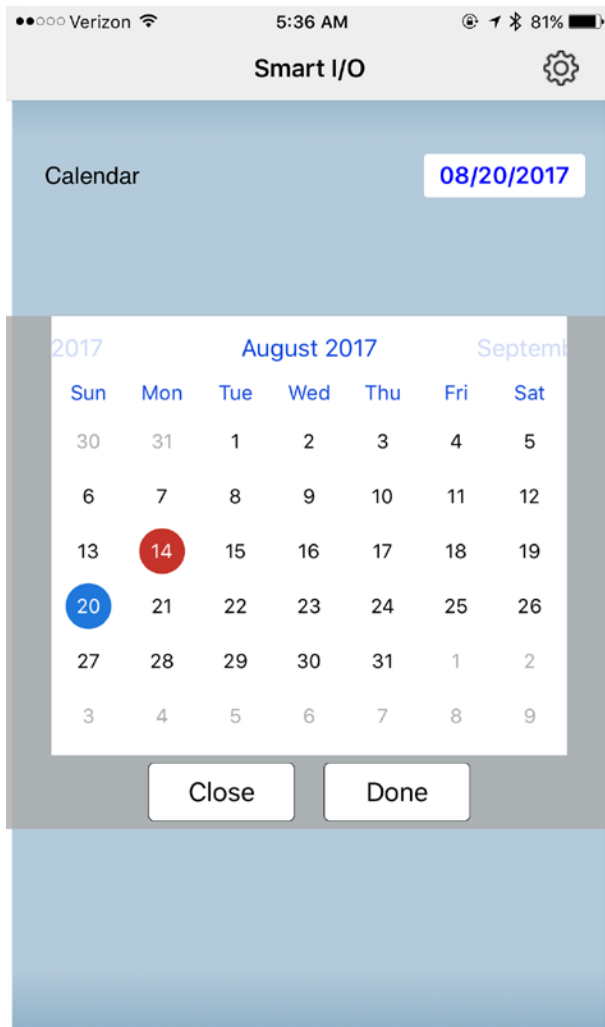 Verizon 5:36 AM 81%
Smart I/O
Calendar 08/20/2017
2017 August 2017 Septemb
Sun Mon Tue Wed Thu Fri Sat
30 31 1 2 3 4 5
6 7 8 9 10 11 12
13 14 15 16 17 18 19
20 21 22 23 24 25 26
27 28 29 30 31 1 2
3 4 5 6 7 8 9
Close Done